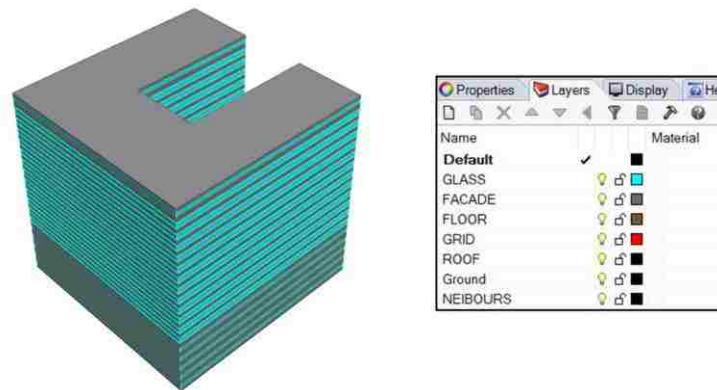 Properties Layers Display He
Name Material
Default
GLASS
FACADE
FLOOR
GRID
ROOF
Ground
NEIBOURS